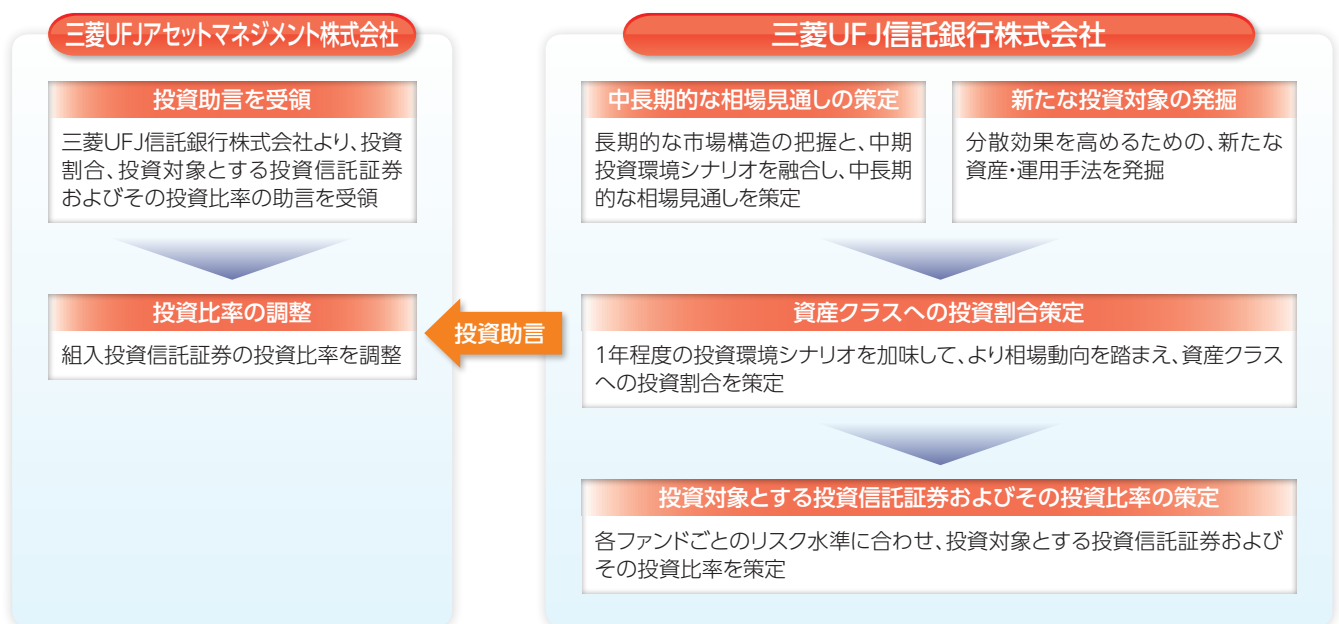 三菱UFJアセットマネジメント株式会社
投資助言を受領
三菱UFJ信託銀行株式会社より、投資
割合、投資対象とする投資信託証券
およびその投資比率の助言を受領
投資比率の調整
組入投資信託証券の投資比率を調整
投資助言
三菱UFJ信託銀行株式会社
中長期的な相場見通しの策定
長期的な市場構造の把握と、中期
投資環境シナリオを融合し、中長期
的な相場見通しを策定
新たな投資対象の発掘
分散効果を高めるための、新たな
資産・運用手法を発掘
資産クラスへの投資割合策定
1年程度の投資環境シナリオを加味して、より相場動向を踏まえ、資産クラス
への投資割合を策定
投資対象とする投資信託証券およびその投資比率の策定
各ファンドごとのリスク水準に合わせ、投資対象とする投資信託証券および
その投資比率を策定